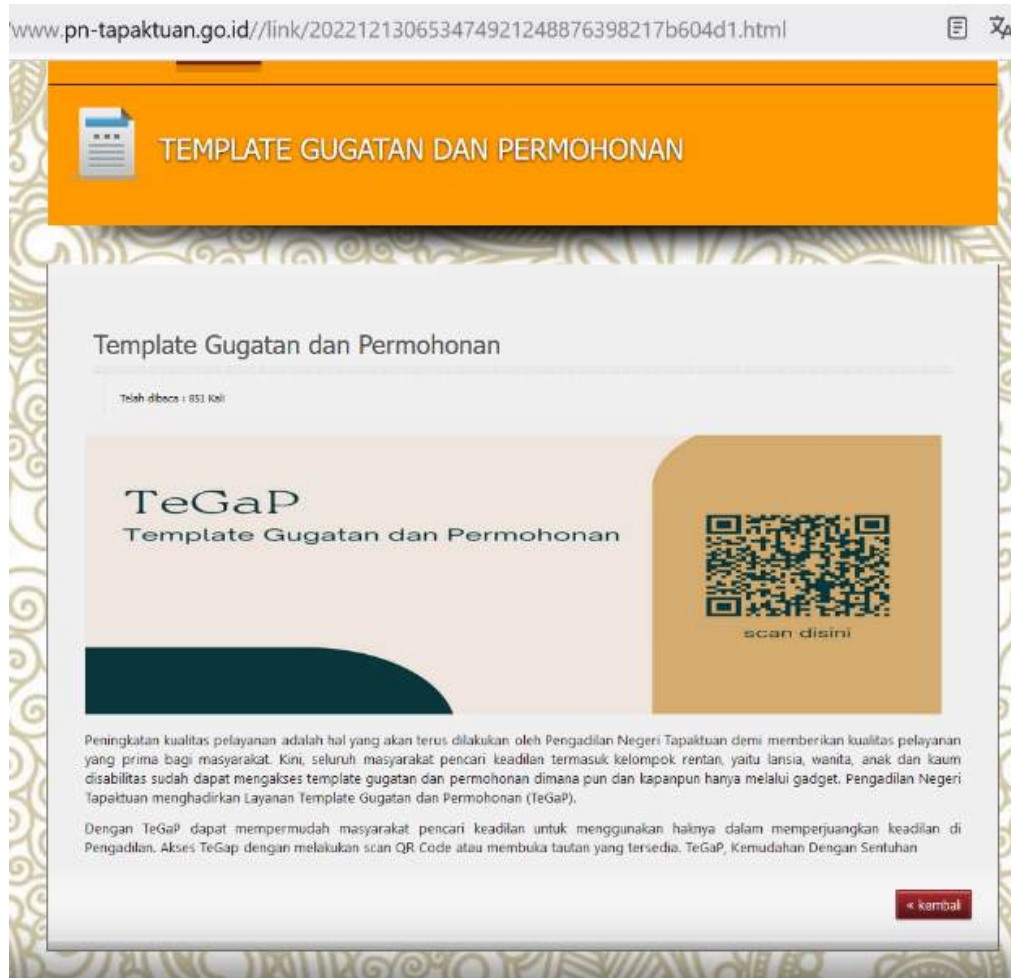 www.pn-tapaktuan.go.id//link/20221213065347492124887639821​7b604d1.html
TEMPLATE GUGATAN DAN PERMOHONAN
Template Gugatan dan Permohonan
Telah dibaca : 851 Kali
TeGaP
Template Gugatan dan Permohonan
scan disini
Peningkatan kualitas pelayanan adalah hal yang akan terus dilakukan oleh Pengadilan Negeri Tapaktuan demi memberikan kualitas pelayanan
yang prima bagi masyarakat. Kini, seluruh masyarakat pencari keadilan termasuk kelompok rentan, yaitu lansia, wanita, anak dan kaum
disabilitas sudah dapat mengakses template gugatan dan permohonan dimana pun dan kapanpun hanya melalui gadget. Pengadilan Negeri
Tapaktuan menghadirkan Layanan Template Gugatan dan Permohonan (TeGaP).
Dengan TeGaP dapat mempermudah masyarakat pencari keadilan untuk menggunakan haknya dalam memperjuangkan keadilan di
Pengadilan. Akses TeGap dengan melakukan scan QR Code atau membuka tautan yang tersedia. TeGaP, Kemudahan Dengan Sentuhan
« kembali